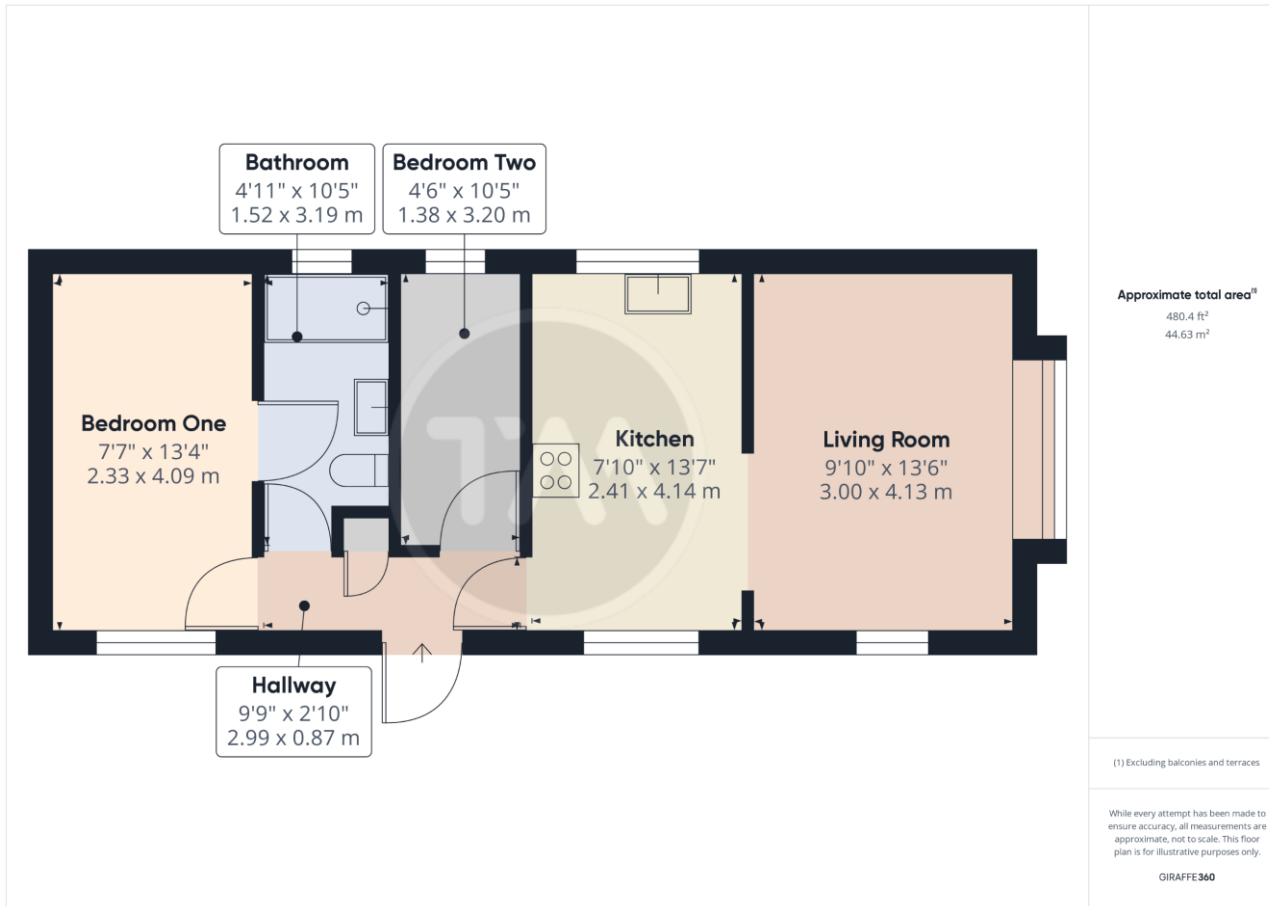 Bathroom
4'11" x 10'5"
1.52 x 3.19 m
Bedroom Two
4'6" x 10'5"
1.38 x 3.20 m
Bedroom One
7'7" x 13'4"
2.33 x 4.09 m
Kitchen
7'10" x 13'7"
2.41 x 4.14 m
Living Room
9'10" x 13'6"
3.00 x 4.13 m
TM
Hallway
9'9" x 2'10"
2.99 x 0.87 m
Approximate total area⁽¹⁾
480.4 ft²
44.63 m²
(1) Excluding balconies and terraces
While every attempt has been made to
ensure accuracy, all measurements are
approximate, not to scale. This floor
plan is for illustrative purposes only.
GIRAFFE360